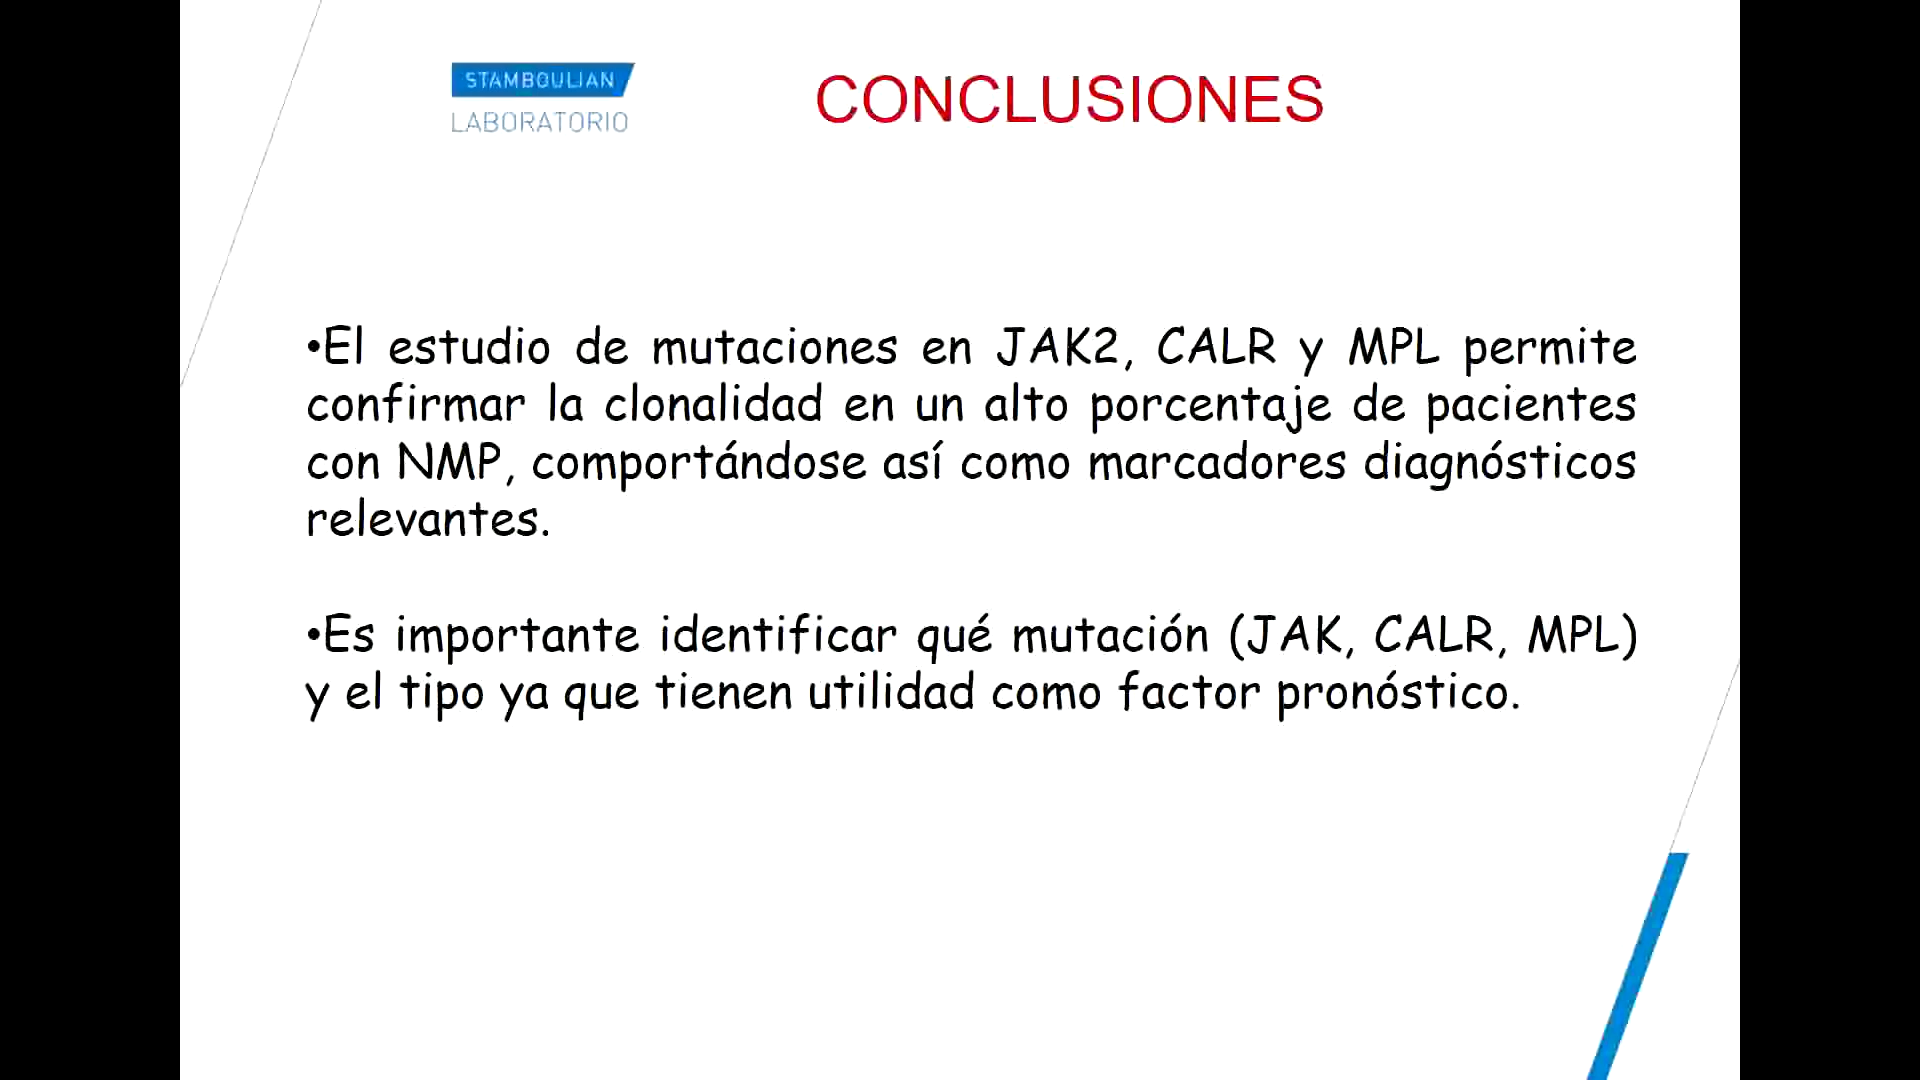 STAMBOULIAN
LABORATORIO
CONCLUSIONES
•El estudio de mutaciones en JAK2, CALR y MPL permite
confirmar la clonalidad en un alto porcentaje de pacientes
con NMP, comportándose así como marcadores diagnósticos
relevantes.
•Es importante identificar qué mutación (JAK, CALR, MPL)
y el tipo ya que tienen utilidad como factor pronóstico.